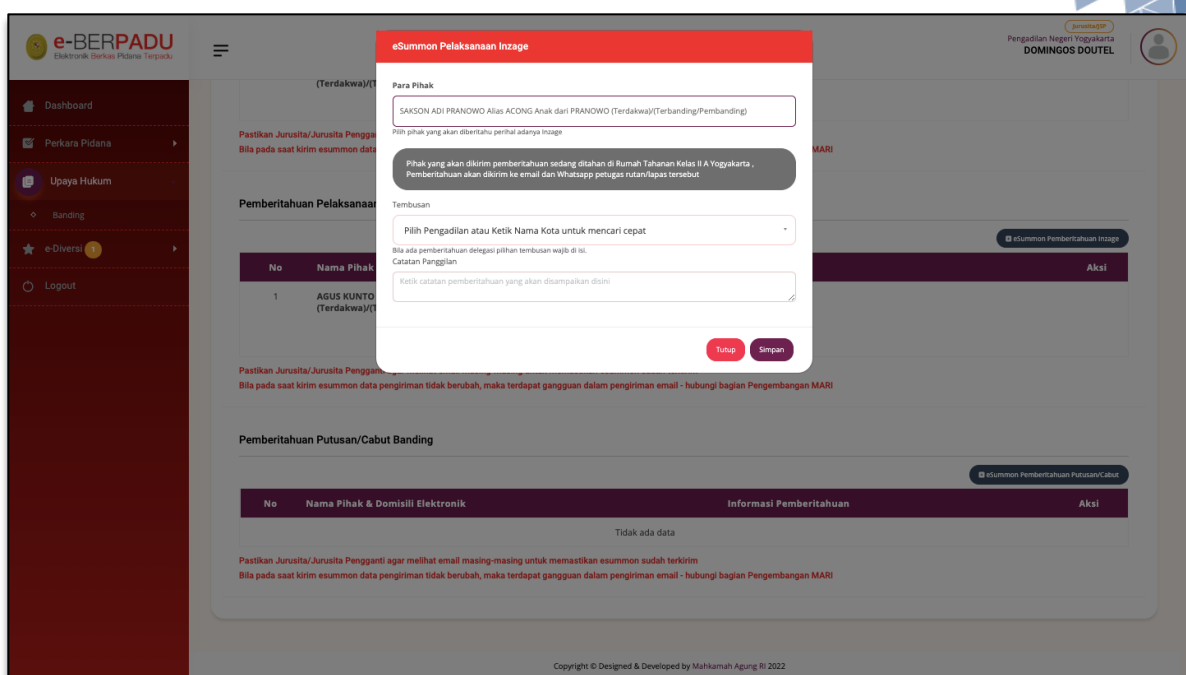 e-BERPADU
Elektronik Berkas Pidana Terpadu
Jurusita/JSP
Pengadilan Negeri Yogyakarta
DOMINGOS DOUTEL
Dashboard
Perkara Pidana
Upaya Hukum
Banding
e-Diversi 1
Logout
eSummon Pelaksanaan Inzage
Para Pihak
SAKSON ADI PRANOWO Alias ACONG Anak dari PRANOWO (Terdakwa)/(Terbanding/Pembanding)
Pilih pihak yang akan diberitahu perihal adanya Inzage
Pihak yang akan dikirim pemberitahuan sedang ditahan di Rumah Tahanan Kelas II A Yogyakarta ,
Pemberitahuan akan dikirim ke email dan Whatsapp petugas rutan/lapas tersebut
Tembusan
Pilih Pengadilan atau Ketik Nama Kota untuk mencari cepat
Bila ada pemberitahuan delegasi pilihan tembusan wajib di isi.
Catatan Panggilan
Ketik catatan pemberitahuan yang akan disampaikan disini
Tutup Simpan
(Terdakwa)/(T
Pastikan Jurusita/Jurusita Pengga
Bila pada saat kirim esummon data MARI
Pemberitahuan Pelaksanaan
eSummon Pemberitahuan Inzage
No Nama Pihak Aksi
1 AGUS KUNTO
(Terdakwa)/(T
Pastikan Jurusita/Jurusita Pengganti
Bila pada saat kirim esummon data pengiriman tidak berubah, maka terdapat gangguan dalam pengiriman email - hubungi bagian Pengembangan MARI
Pemberitahuan Putusan/Cabut Banding
eSummon Pemberitahuan Putusan/Cabut
No Nama Pihak & Domisili Elektronik Informasi Pemberitahuan Aksi
Tidak ada data
Pastikan Jurusita/Jurusita Pengganti agar melihat email masing-masing untuk memastikan esummon sudah terkirim
Bila pada saat kirim esummon data pengiriman tidak berubah, maka terdapat gangguan dalam pengiriman email - hubungi bagian Pengembangan MARI
Copyright © Designed & Developed by Mahkamah Agung RI 2022